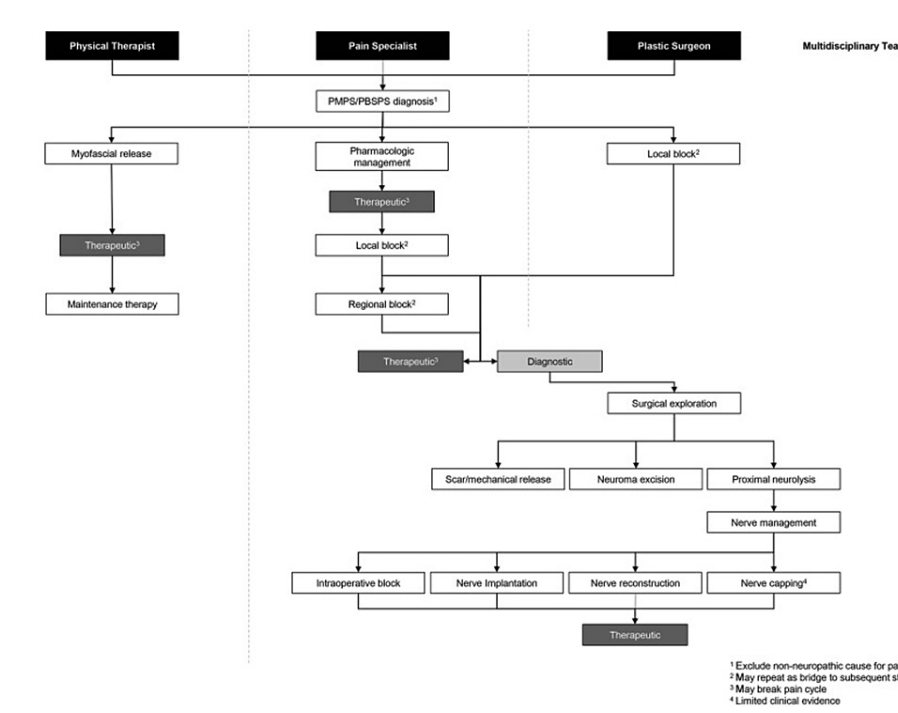 Physical Therapist
Pain Specialist
Plastic Surgeon
Multidisciplinary
PMPS/PBSPS diagnosis¹
Myofascial release
Pharmacologic
management
Local block²
Therapeutic³
Therapeutic³
Local block²
Maintenance therapy
Regional block²
Therapeutic³
Diagnostic
Surgical exploration
Scar/mechanical release
Neuroma excision
Proximal neurolysis
Nerve management
Intraoperative block
Nerve Implantation
Nerve reconstruction
Nerve capping⁴
Therapeutic
¹ Exclude non-neuropathic cause for
² May repeat as bridge to subsequent
³ May break pain cycle
⁴ Limited clinical evidence